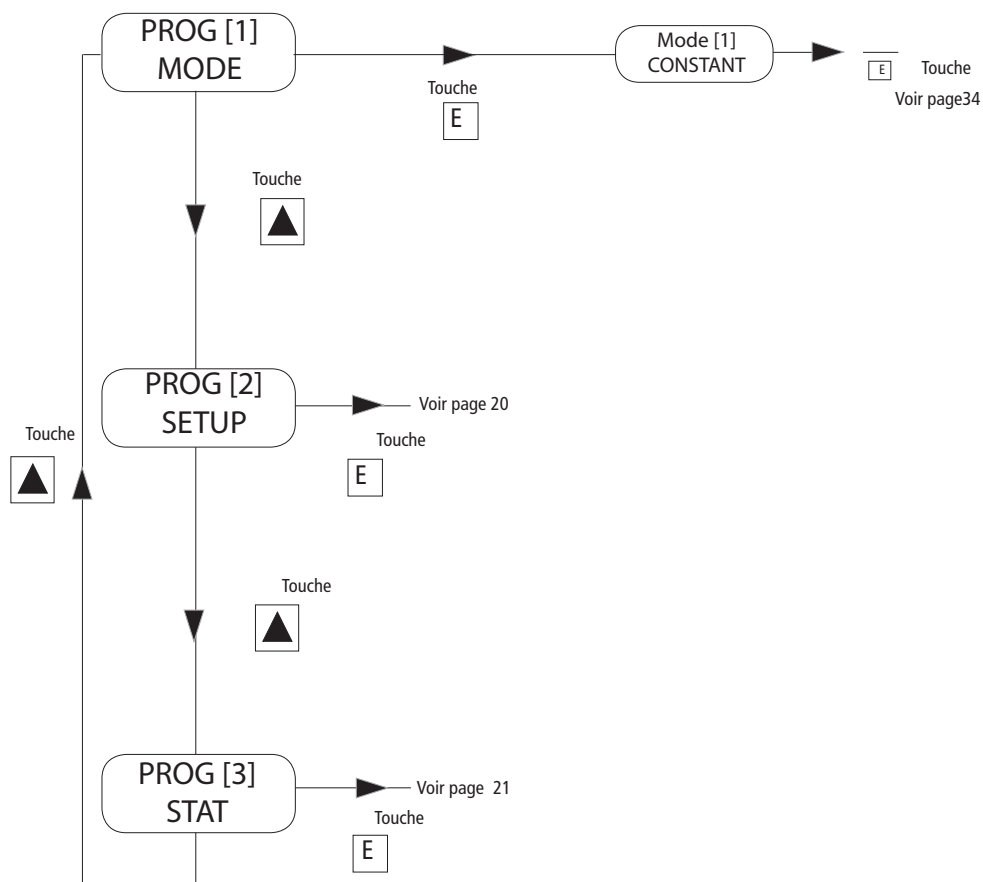 PROG [1]
MODE
Touche
E
Mode [1]
CONSTANT
E
Touche
Voir page34
Touche
PROG [2]
SETUP
Voir page 20
Touche
E
Touche
Touche
PROG [3]
STAT
Voir page 21
Touche
E